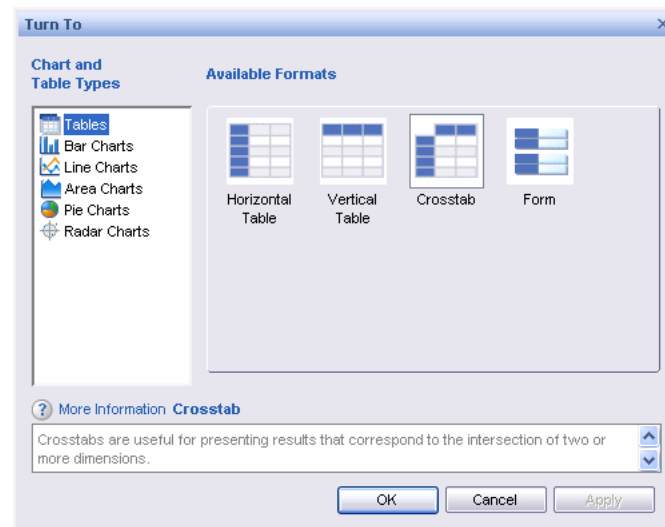 Turn To
Chart and
Table Types
Available Formats
Tables
Bar Charts
Line Charts
Area Charts
Pie Charts
Radar Charts
Horizontal
Table
Vertical
Table
Crosstab
Form
? More Information Crosstab
Crosstabs are useful for presenting results that correspond to the intersection of two or
more dimensions.
OK
Cancel
Apply